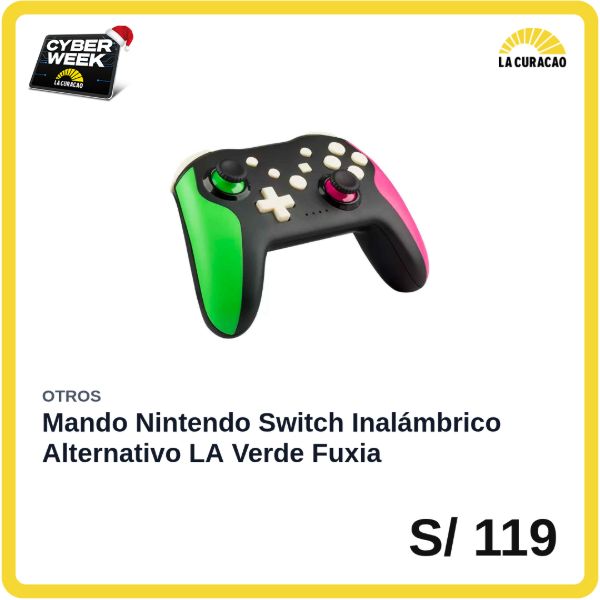 CYBER
WEEK
LA CURACAO
LA CURACAO
OTROS
Mando Nintendo Switch Inalámbrico
Alternativo LA Verde Fuxia
S/ 119